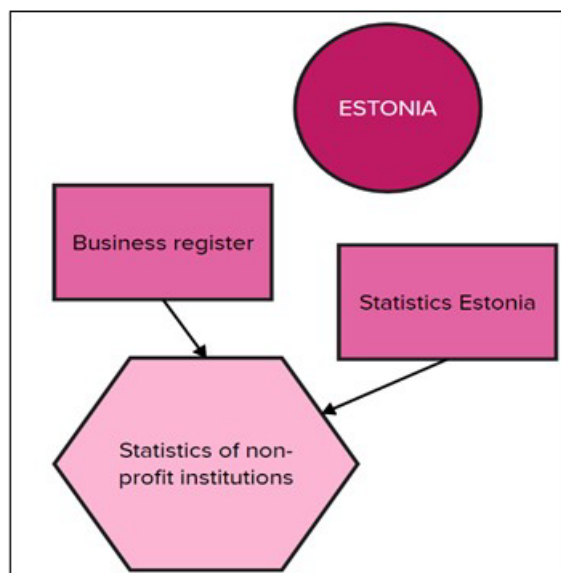 ESTONIA
Business register
Statistics Estonia
Statistics of non-
profit institutions